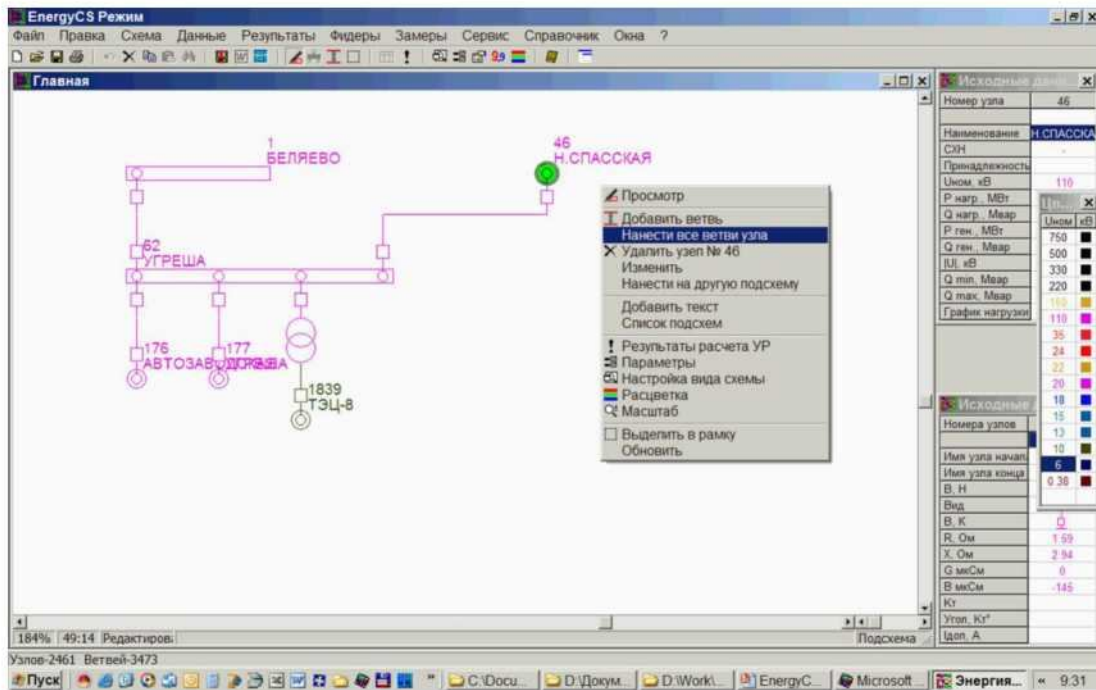 EnergyCS Режим
Файл Правка Схема Данные Результаты Фидеры Замеры Сервис Справочник Окна ?
Главная
1
БЕЛЯЕВО
46
Н.СПАССКАЯ
62
УГРЕША
176
177
1839
ТЭЦ-8
Просмотр
Добавить ветвь
Нанести все ветви узла
Удалить узел № 46
Изменить
Нанести на другую подсхему
Добавить текст
Список подсхем
Результаты расчета УР
Параметры
Настройка вида схемы
Расцветка
Масштаб
Выделить в рамку
Обновить
Исходные
Номер узла 46
Наименование Н.СПАССКА
СХН -
Принадлежность
Uном, кВ 110
P нагр., МВт
Q нагр., Мвар
P ген., МВт
Q ген., Мвар
|U|, кВ
Q min, Мвар
Q max, Мвар
График нагрузки
Uном кВ
750
500
330
220
110
35
24
22
20
18
15
13
10
6
0.38
Исходные
Номера узлов
Имя узла начал
Имя узла конца
В, Н
Вид
В, К
R, Ом 1.69
X, Ом 2.94
G мкСм 0
B мкСм -145
Кт
Угол, Кт°
Iдоп, А
184% 49:14 Редактиров. Подсхема
Узлов-2461 Ветвей-3473
Пуск C:\Docu... D:\Докум... D:\Work\... EnergyC... Microsoft ... Энергия... « 9:31